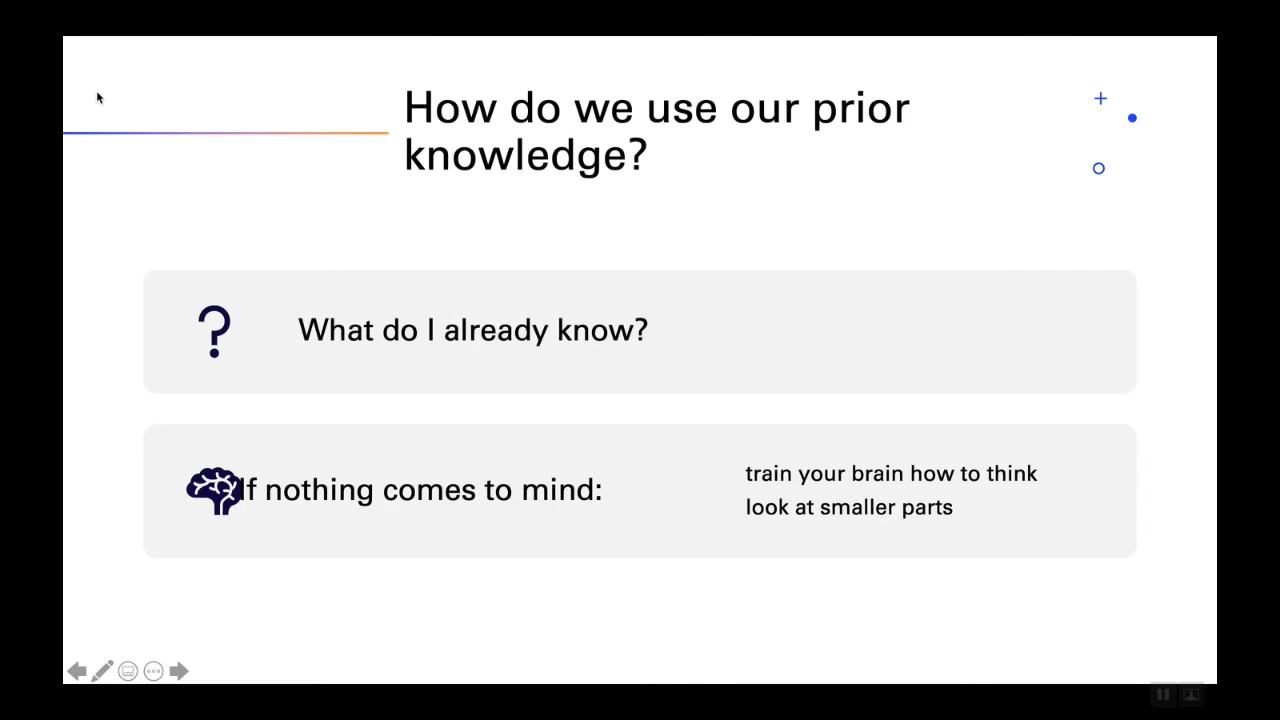 How do we use our prior
knowledge?
What do I already know?
If nothing comes to mind:
train your brain how to think
look at smaller parts